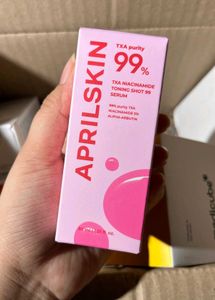 TXA purity
99%
APRILSKIN
TXA NIACINAMIDE
TONING SHOT 99
SERUM
99% purity TXA
NIACINAMIDE 5%
ALPHA-ARBUTIN